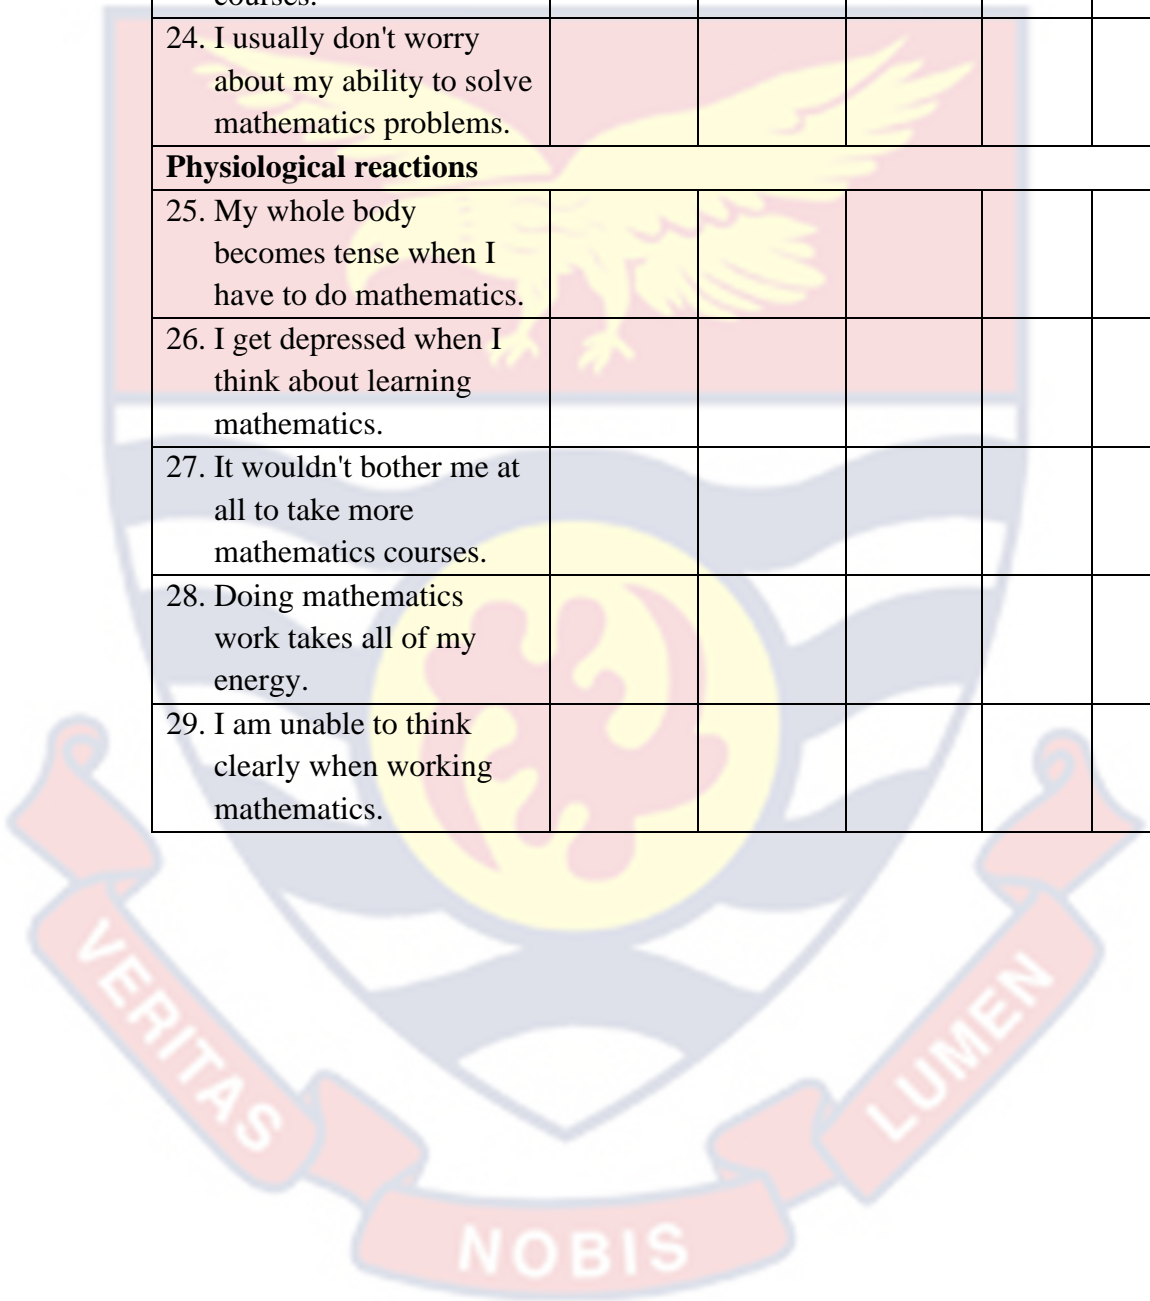 courses.
24. I usually don't worry
about my ability to solve
mathematics problems.
Physiological reactions
25. My whole body
becomes tense when I
have to do mathematics.
26. I get depressed when I
think about learning
mathematics.
27. It wouldn't bother me at
all to take more
mathematics courses.
28. Doing mathematics
work takes all of my
energy.
29. I am unable to think
clearly when working
mathematics.
VERITAS
NOBIS
LUMEN